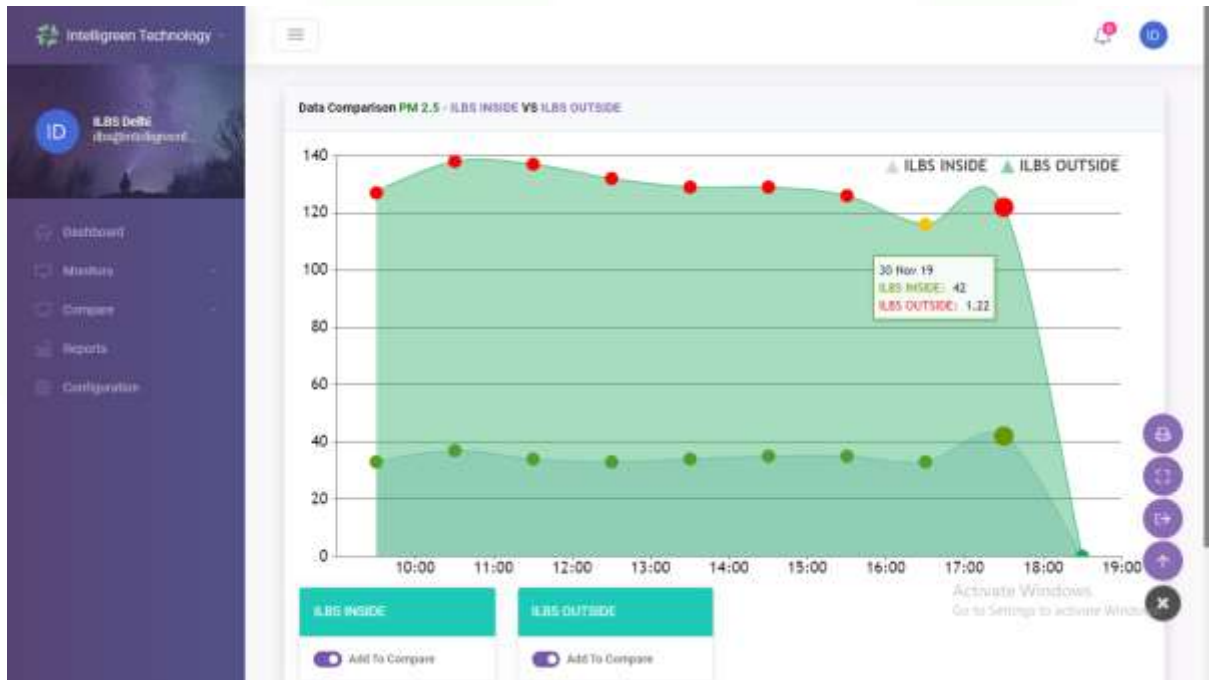 Intelligreen Technology
0
ID
ID
ILBS Delhi
Dashboard
Monitors
Compare
Reports
Configuration
Data Comparison PM 2.5 - ILBS INSIDE VS ILBS OUTSIDE
ILBS INSIDE
ILBS OUTSIDE
140
120
100
80
60
40
20
0
30 Nov 19
ILBS INSIDE: 42
ILBS OUTSIDE: 122
10:00 11:00 12:00 13:00 14:00 15:00 16:00 17:00 18:00 19:00
Activate Windows
Go to Settings to activate
ILBS INSIDE
ILBS OUTSIDE
Add To Compare
Add To Compare